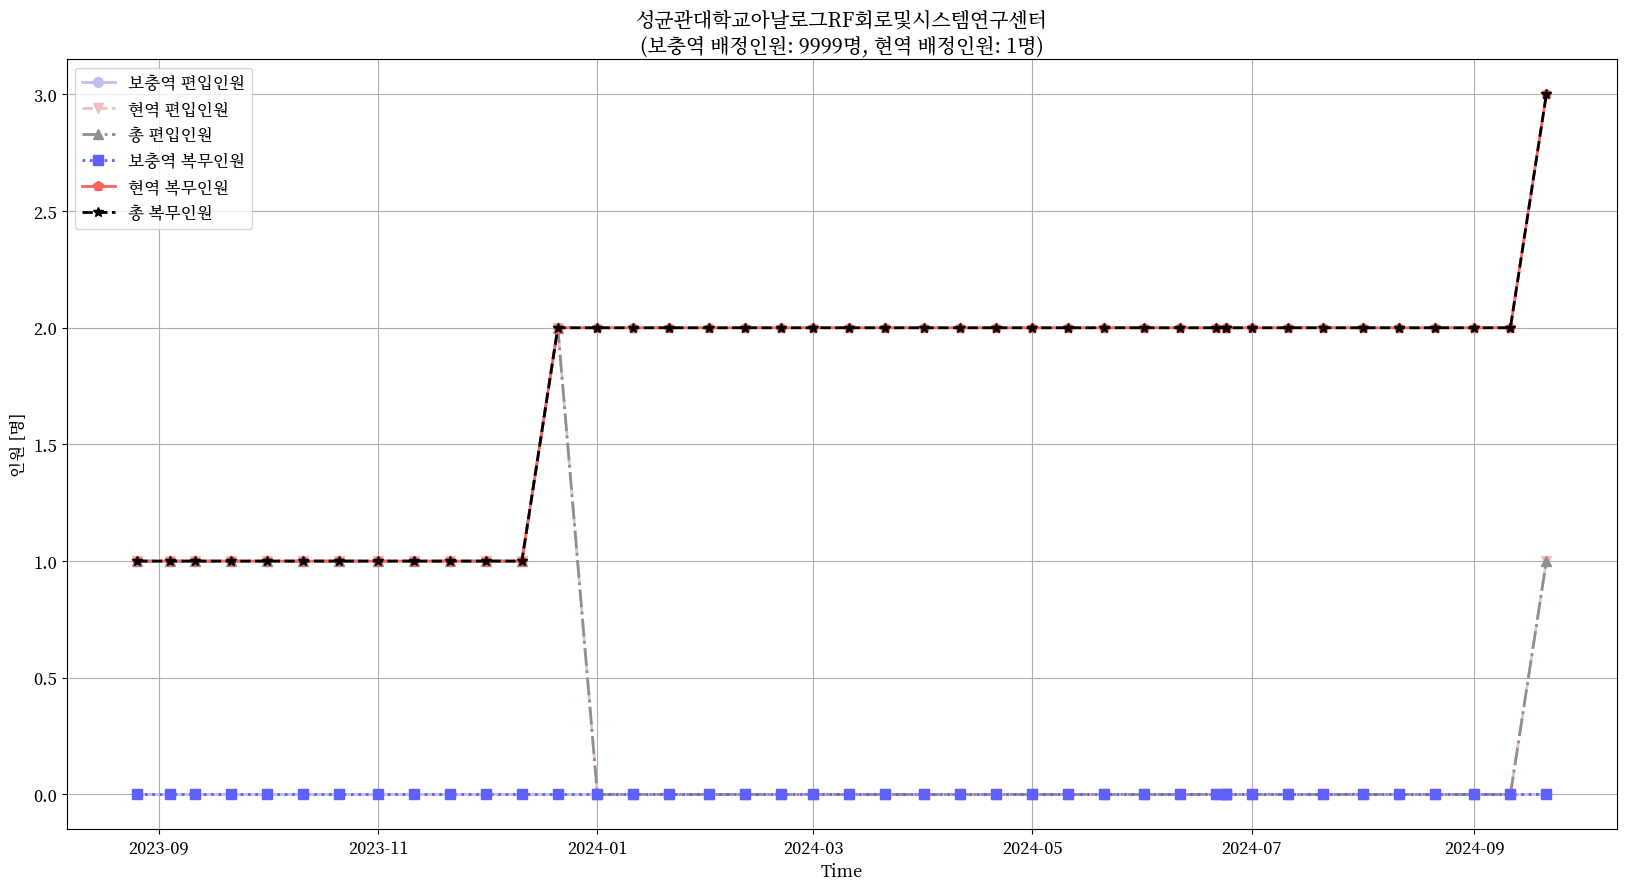 성균관대학교아날로그RF회로및시스템연구센터
(보충역 배정인원: 9999명, 현역 배정인원: 1명)
보충역 편입인원
현역 편입인원
총 편입인원
보충역 복무인원
현역 복무인원
총 복무인원
인원 [명]
3.0
2.5
2.0
1.5
1.0
0.5
0.0
2023-09
2023-11
2024-01
2024-03
2024-05
2024-07
2024-09
Time